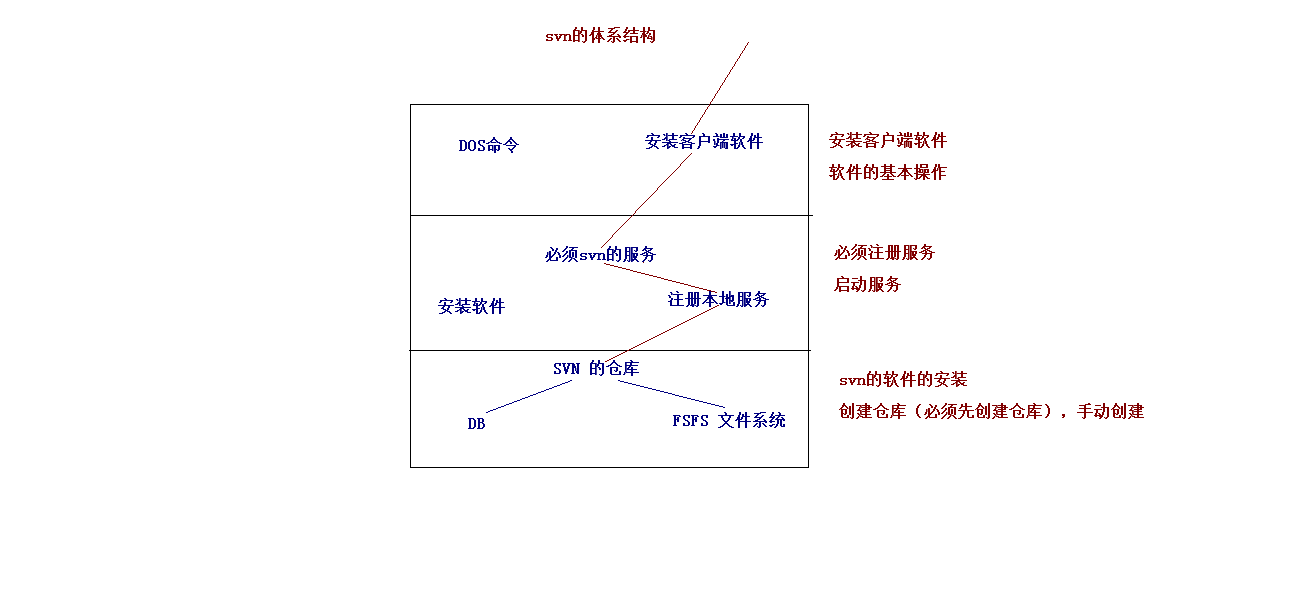 svn的体系结构
DOS命令
安装客户端软件
安装客户端软件
软件的基本操作
必须svn的服务
安装软件
注册本地服务
必须注册服务
启动服务
SVN 的仓库
DB
FSFS 文件系统
svn的软件的安装
创建仓库（必须先创建仓库），手动创建